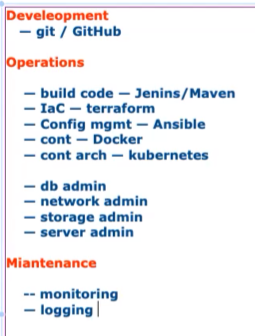 Develeopment
— git / GitHub
Operations
— build code — Jenins/Maven
— IaC — terraform
— Config mgmt — Ansible
— cont — Docker
— cont arch — kubernetes
— db admin
— network admin
— storage admin
— server admin
Miantenance
-- monitoring
— logging